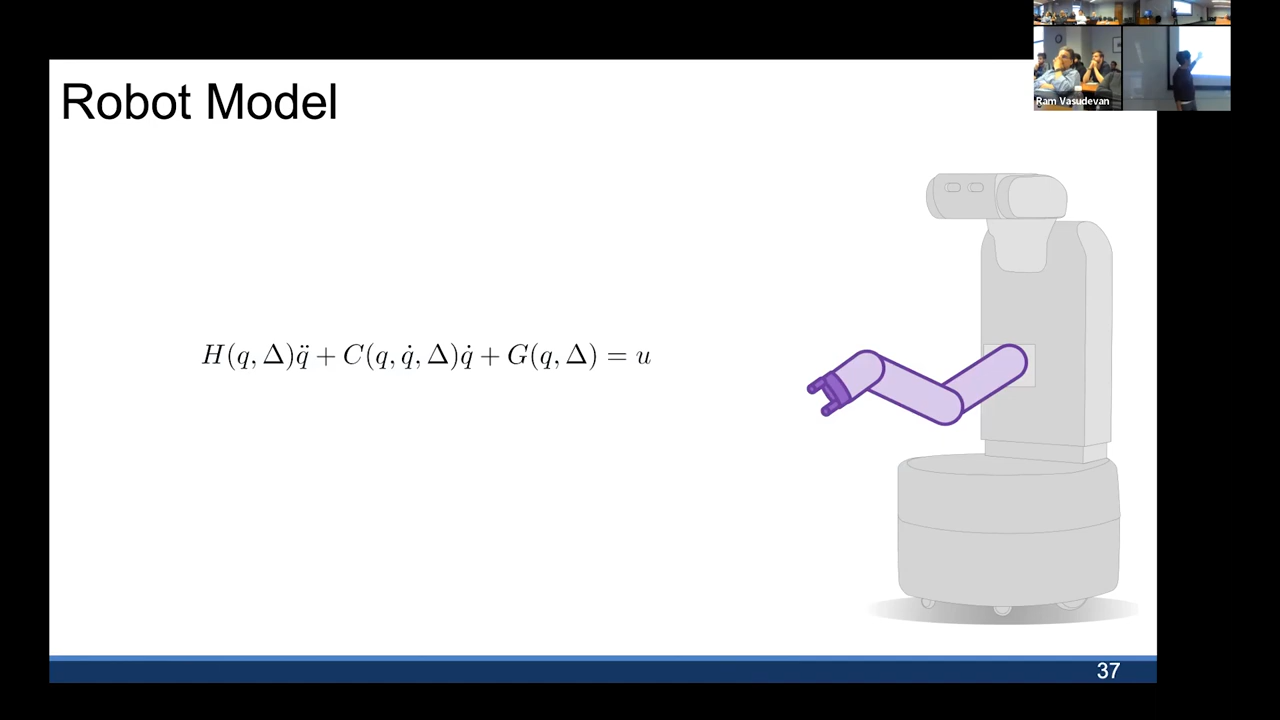 Robot Model
Ram Vasudevan
H(q, Δ)q̈ + C(q, q̇, Δ)q̇ + G(q, Δ) = u
37